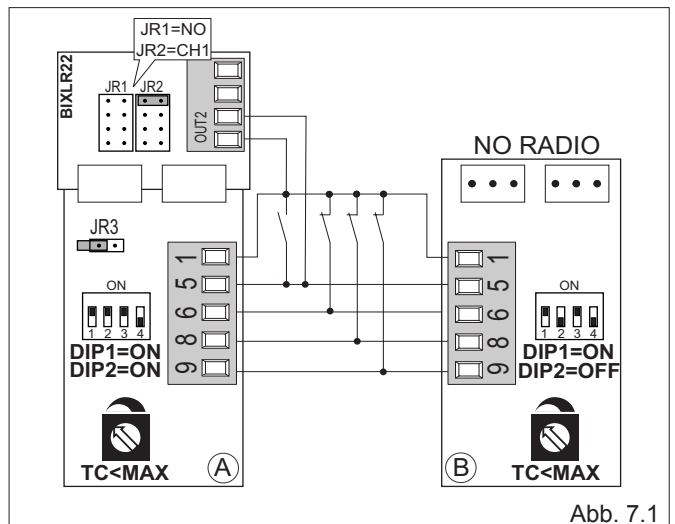 JR1=NO
JR2=CH1
BIXLR22
JR1 JR2
OUT2
NO RADIO
JR3
ON
1 2 3 4
DIP1=ON
DIP2=ON
TC<MAX
A
1
5
6
8
9
1
5
6
8
9
ON
1 2 3 4
DIP1=ON
DIP2=OFF
TC<MAX
B
Abb. 7.1